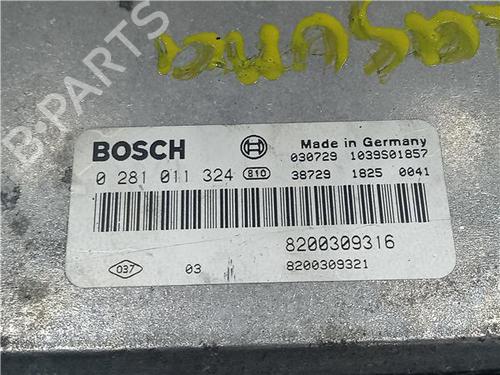 Laguna
B-PARTS
BOSCH
Made in Germany
030729 1039S01857
0 281 011 324 810
38729 1825 0041
8200309316
037 03 8200309321